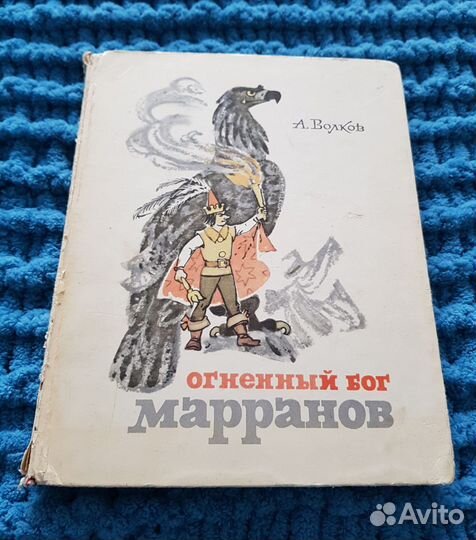 А. Волков
огненный бог
марранов
Avito